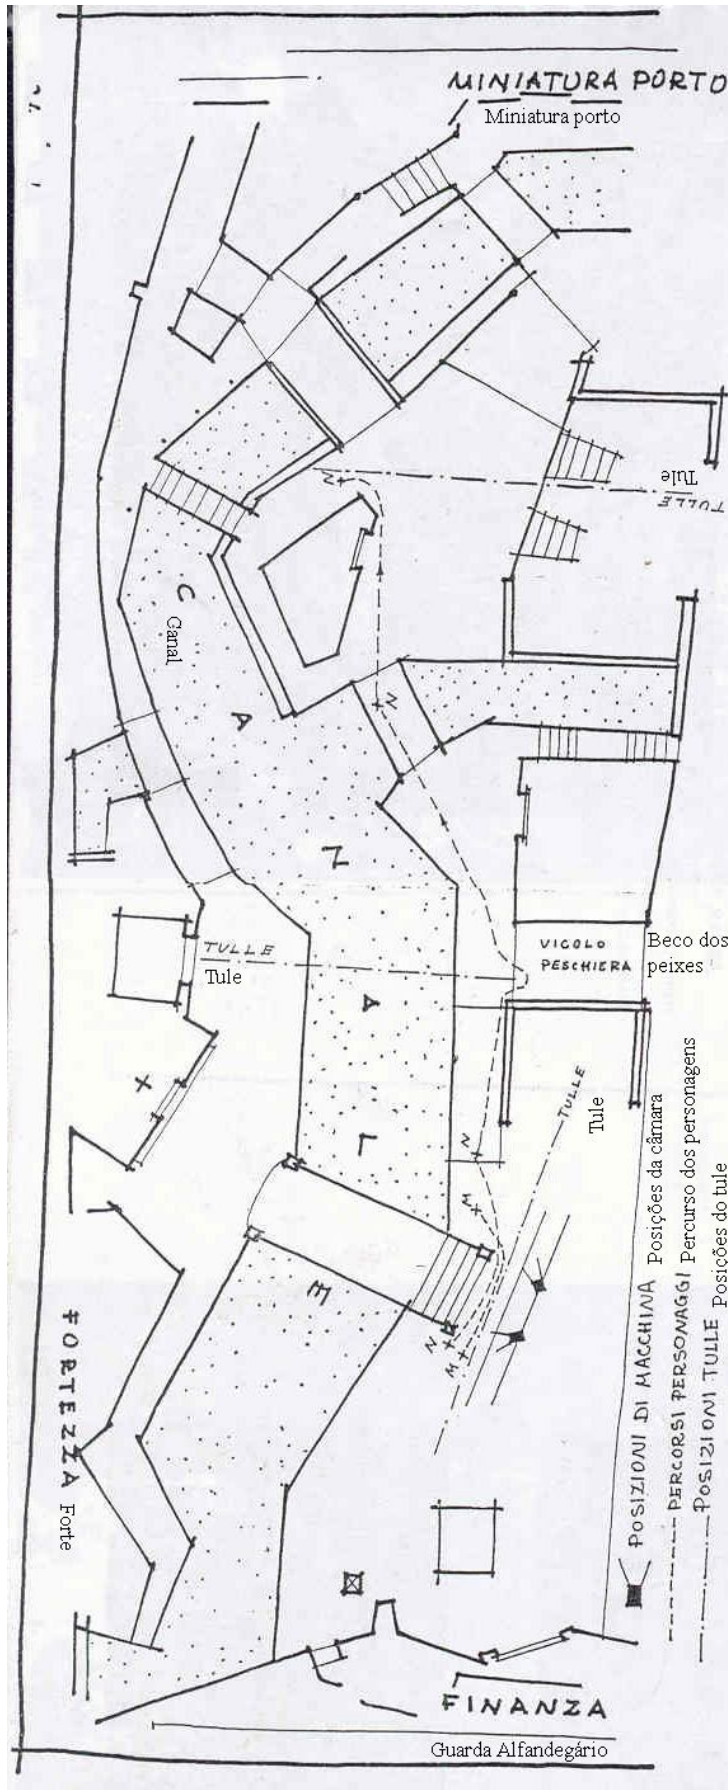 MINIATURA PORTO
Miniatura porto
Tule
TULLE
CANALE
Canal
N
N
TULLE
Tule
VICOLO
PESCHIERA
Beco dos
peixes
X
TULLE
Tule
N
M
N
M
FORTEZZA Forte
POSIZIONI DI MACCHINA Posições da câmara
PERCORSI PERSONAGGI Percurso dos personagens
POSIZIONI TULLE Posições do tule
FINANZA
Guarda Alfandegário